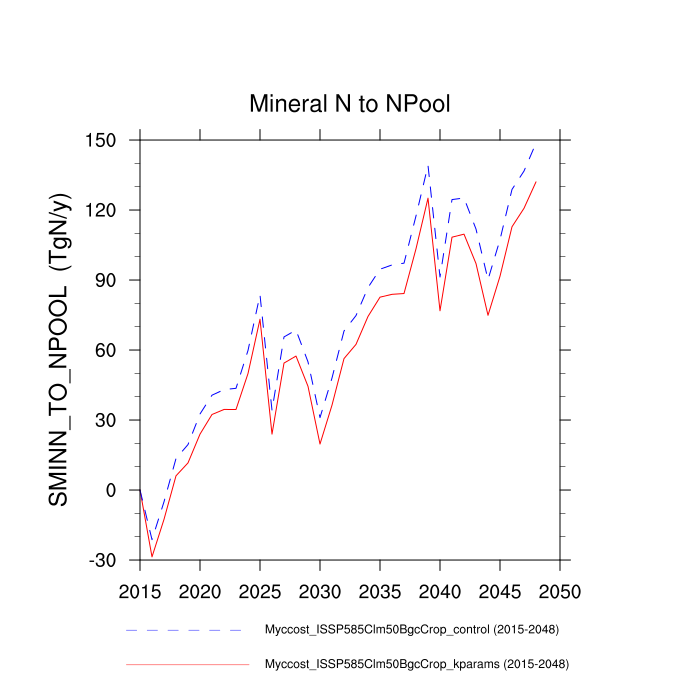 Mineral N to NPool
SMINN_TO_NPOOL (TgN/y)
150
120
90
60
30
0
-30
2015 2020 2025 2030 2035 2040 2045 2050
Myccost_ISSP585Clm50BgcCrop_control (2015-2048)
Myccost_ISSP585Clm50BgcCrop_kparams (2015-2048)